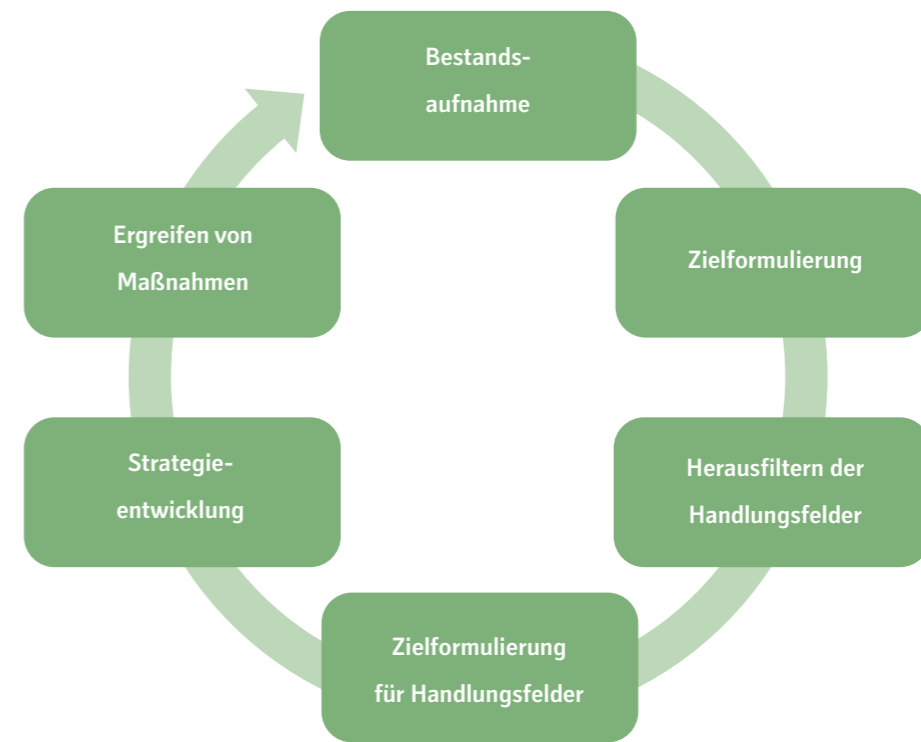 Bestands-
aufnahme
Zielformulierung
Herausfiltern der
Handlungsfelder
Zielformulierung
für Handlungsfelder
Strategie-
entwicklung
Ergreifen von
Maßnahmen